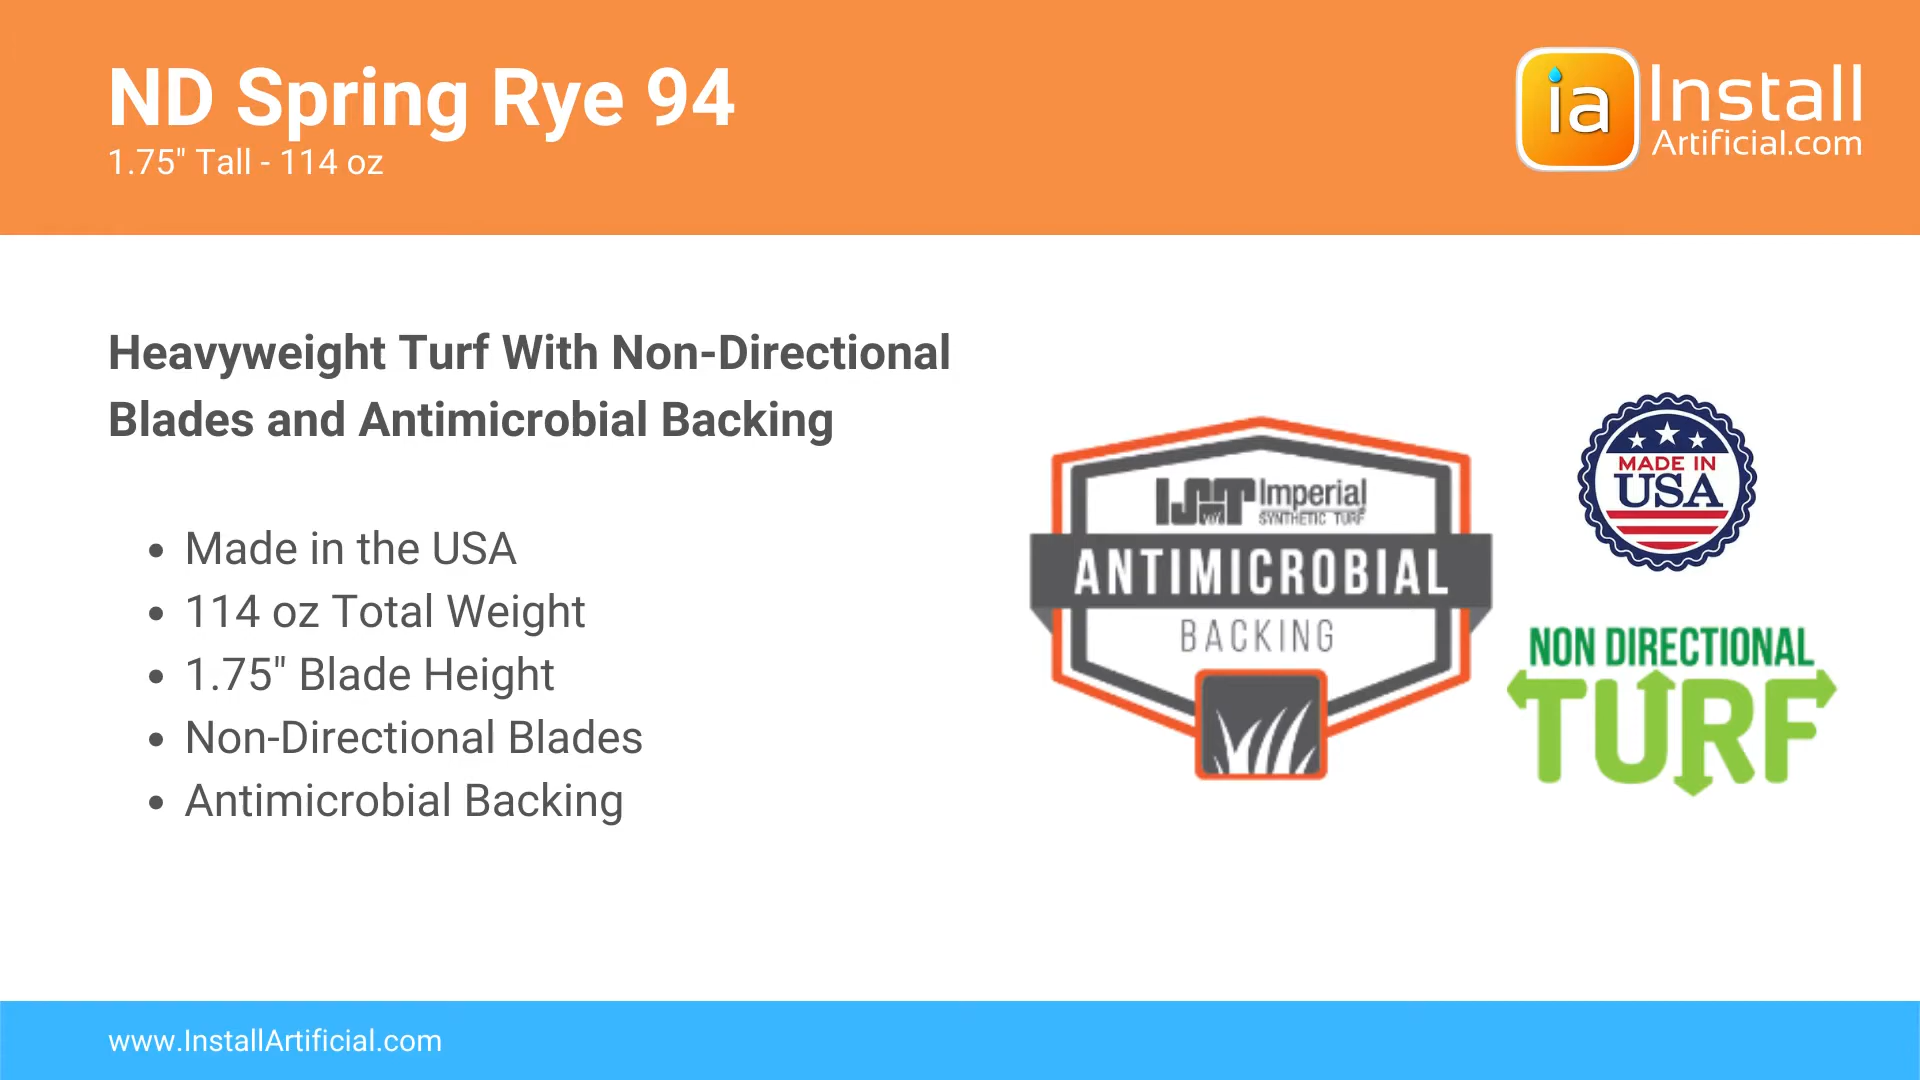 ND Spring Rye 94
1.75" Tall - 114 oz
ia
Install
Artificial.com
Heavyweight Turf With Non-Directional
Blades and Antimicrobial Backing
• Made in the USA
• 114 oz Total Weight
• 1.75" Blade Height
• Non-Directional Blades
• Antimicrobial Backing
IST Imperial
SYNTHETIC TURF
ANTIMICROBIAL
BACKING
MADE IN
USA
NON DIRECTIONAL
TURF
www.InstallArtificial.com